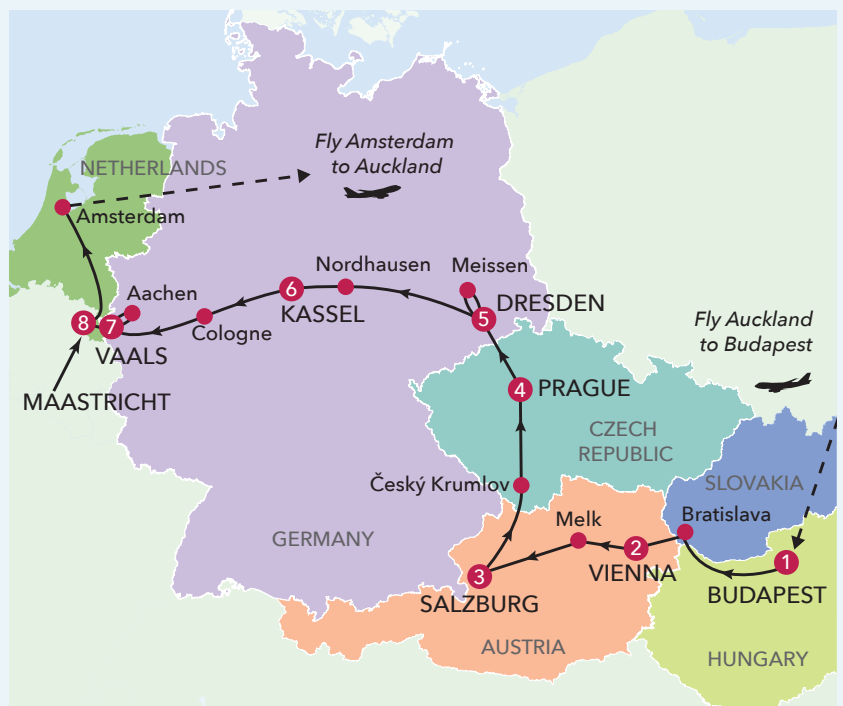 Fly Amsterdam
to Auckland
NETHERLANDS
Amsterdam
Nordhausen
Meissen
6
KASSEL
5
DRESDEN
Aachen
Cologne
8
7
VAALS
MAASTRICHT
Fly Auckland
to Budapest
4
PRAGUE
CZECH
REPUBLIC
Český Krumlov
SLOVAKIA
GERMANY
Melk
Bratislava
2
VIENNA
1
BUDAPEST
3
SALZBURG
AUSTRIA
HUNGARY